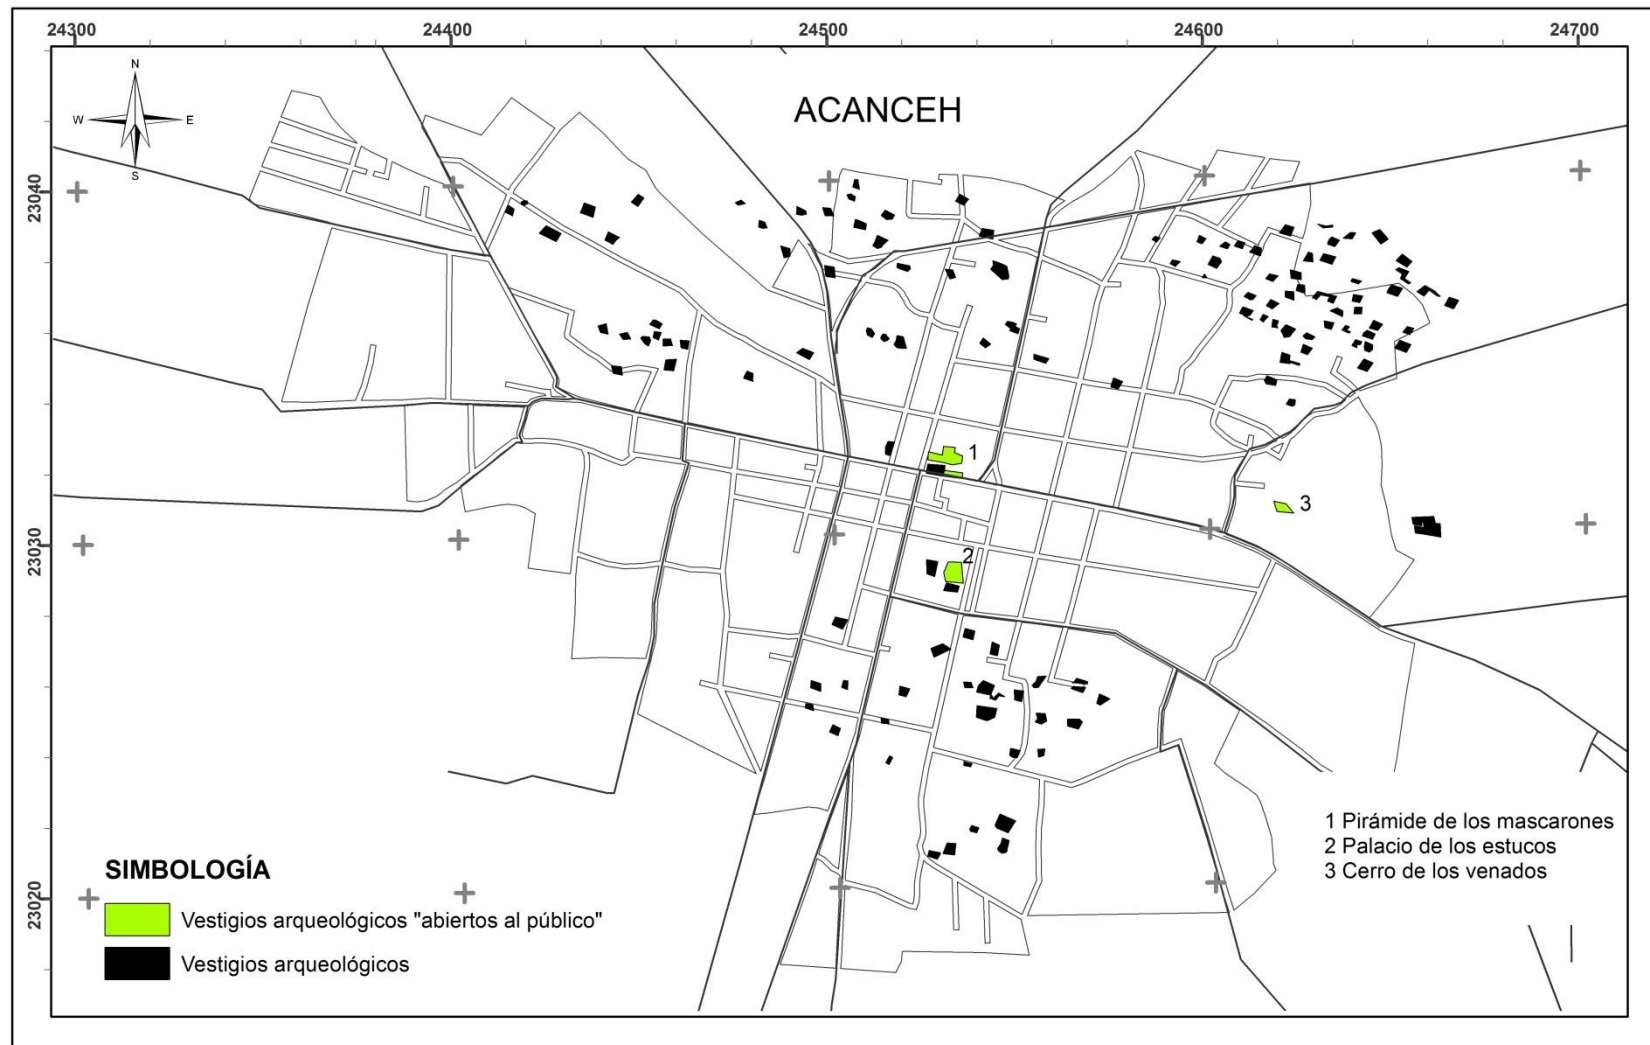 24300 24400 24500 24600 24700
ACANCEH
N
W E
S
23040
23030
23020
1
2
3
1 Pirámide de los mascarones
2 Palacio de los estucos
3 Cerro de los venados
SIMBOLOGÍA
Vestigios arqueológicos "abiertos al público"
Vestigios arqueológicos